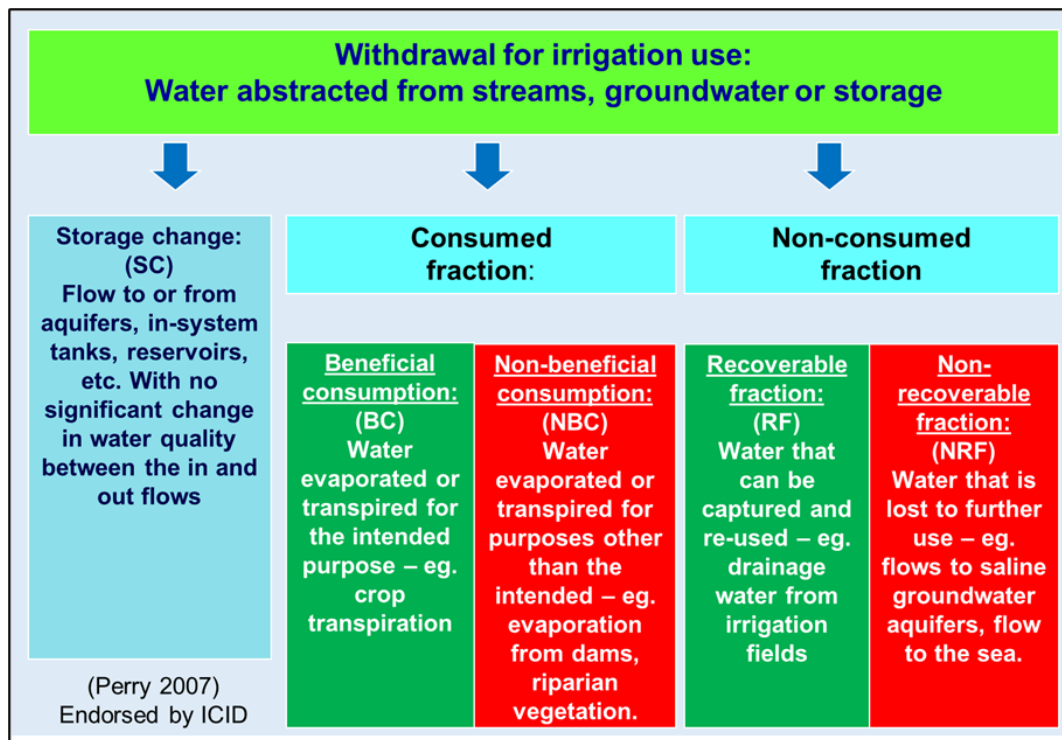 Withdrawal for irrigation use:
Water abstracted from streams, groundwater or storage
Storage change:
(SC)
Flow to or from
aquifers, in-system
tanks, reservoirs,
etc. With no
significant change
in water quality
between the in and
out flows
(Perry 2007)
Endorsed by ICID
Consumed
fraction:
Beneficial
consumption:
(BC)
Water
evaporated or
transpired for
the intended
purpose – eg.
crop
transpiration
Non-beneficial
consumption:
(NBC)
Water
evaporated or
transpired for
purposes other
than the
intended – eg.
evaporation
from dams,
riparian
vegetation.
Non-consumed
fraction
Recoverable
fraction:
(RF)
Water that
can be
captured and
re-used – eg.
drainage
water from
irrigation
fields
Non-
recoverable
fraction:
(NRF)
Water that is
lost to further
use – eg.
flows to saline
groundwater
aquifers, flow
to the sea.